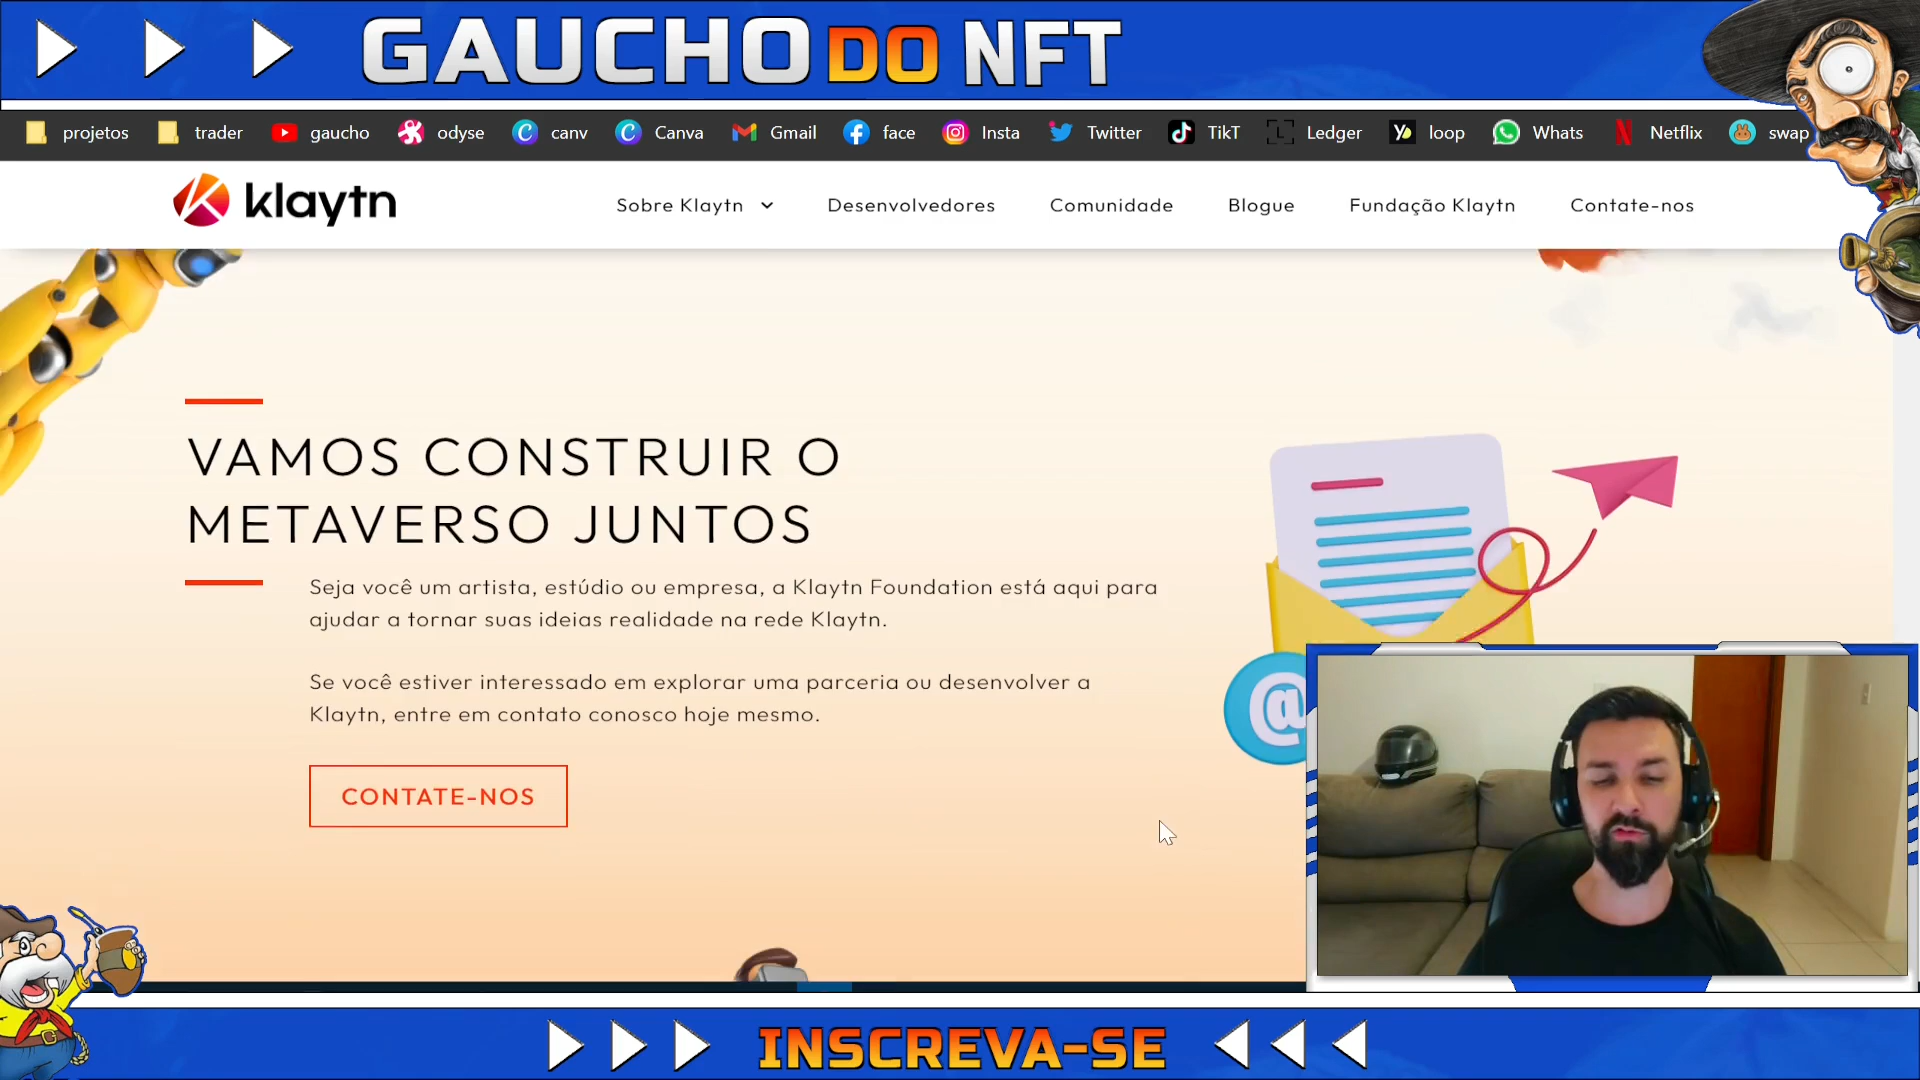 GAUCHO DO NFT
projetos trader gaucho odyse canv Canva Gmail face Insta Twitter TikT Ledger loop Whats Netflix swap
klaytn Sobre Klaytn Desenvolvedores Comunidade Blogue Fundação Klaytn Contate-nos
VAMOS CONSTRUIR O
METAVERSO JUNTOS
Seja você um artista, estúdio ou empresa, a Klaytn Foundation está aqui para
ajudar a tornar suas ideias realidade na rede Klaytn.
Se você estiver interessado em explorar uma parceria ou desenvolver a
Klaytn, entre em contato conosco hoje mesmo.
@
CONTATE-NOS
INSCREVA-SE